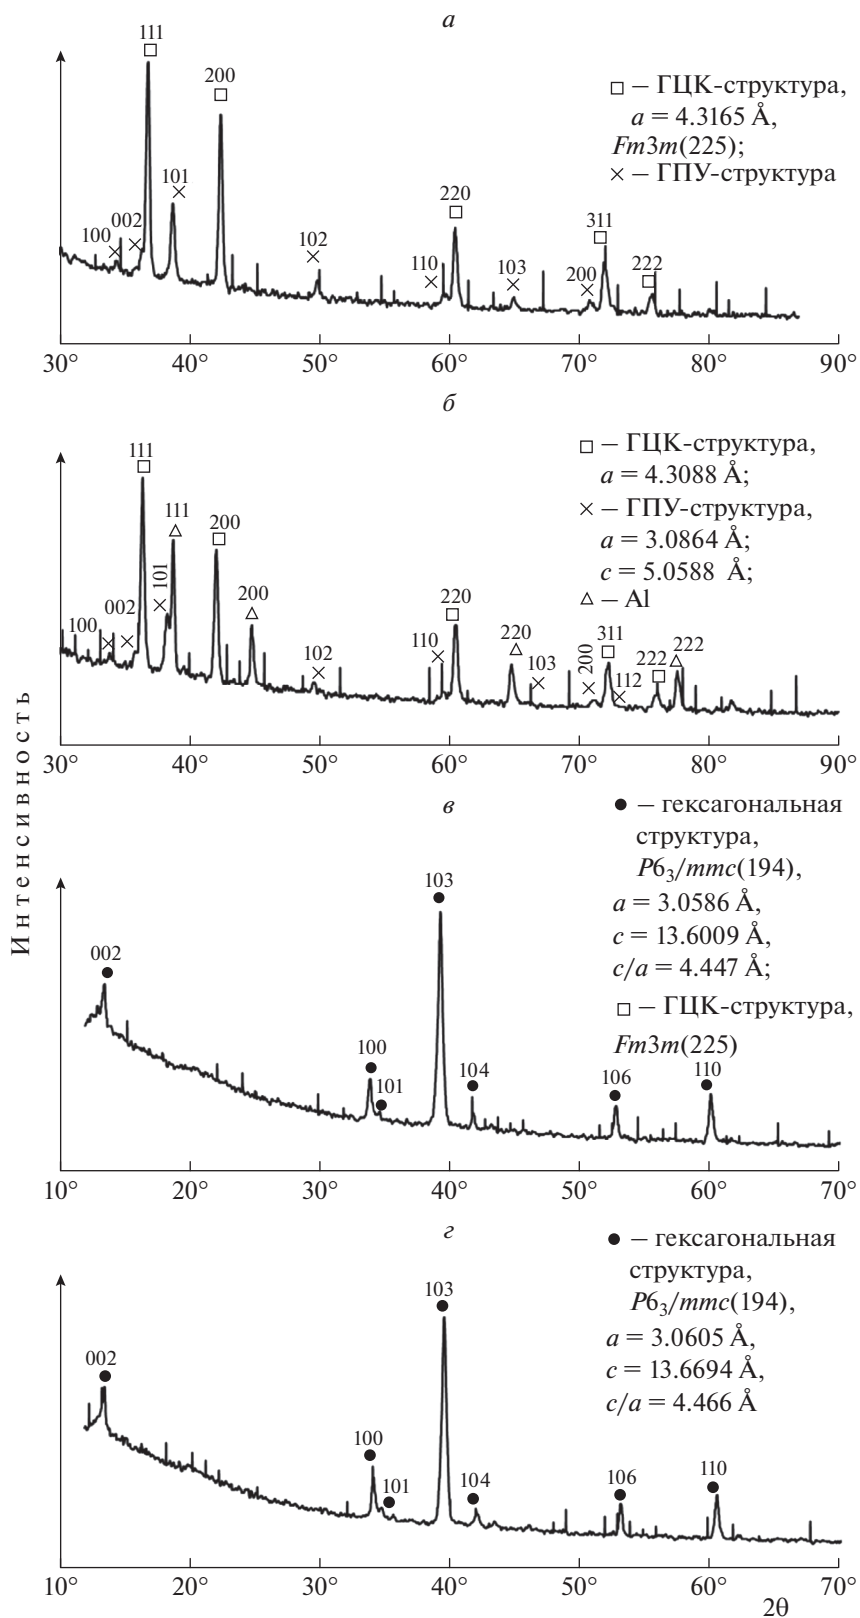 а
111
200
□ – ГЦК-структура,
a = 4.3165 Å,
Fm3m(225);
× – ГПУ-структура
100
002
101
102
110
220
103
200
311
222
30° 40° 50° 60° 70° 80° 90°
б
111
111
200
□ – ГЦК-структура,
a = 4.3088 Å;
× – ГПУ-структура,
a = 3.0864 Å;
c = 5.0588 Å;
△ – Al
100
002
101
200
102
110
220
220
103
200
311
112
222
222
30° 40° 50° 60° 70° 80° 90°
Интенсивность
в
● – гексагональная
структура,
P6₃/mmc(194),
a = 3.0586 Å,
c = 13.6009 Å,
c/a = 4.447 Å;
□ – ГЦК-структура,
Fm3m(225)
002
100
101
103
104
106
110
10° 20° 30° 40° 50° 60° 70°
г
● – гексагональная
структура,
P6₃/mmc(194),
a = 3.0605 Å,
c = 13.6694 Å,
c/a = 4.466 Å
002
100
101
103
104
106
110
10° 20° 30° 40° 50° 60° 70°
2θ